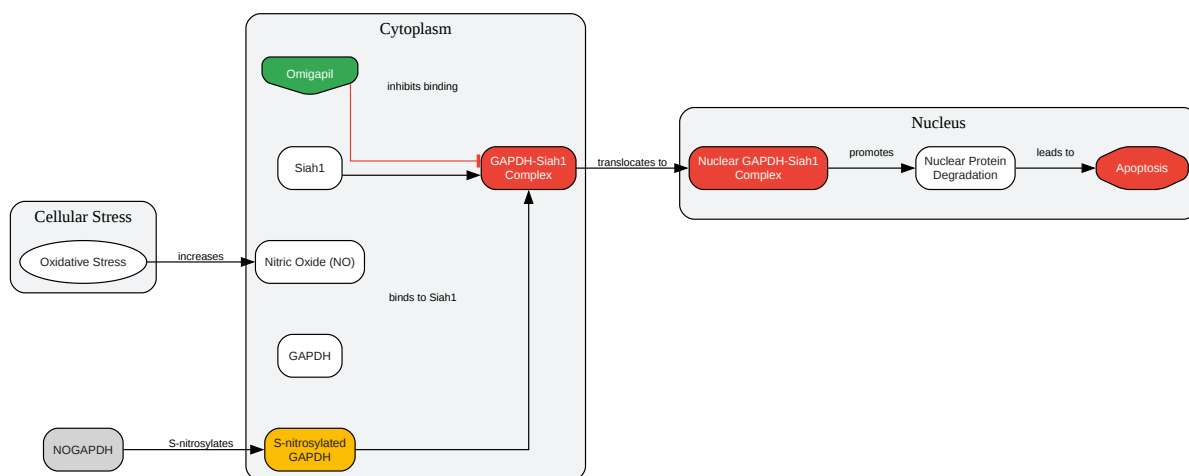 Cytoplasm
Omigapil
inhibits binding
Nucleus
Siah1
GAPDH-Siah1
Complex
translocates to
Nuclear GAPDH-Siah1
Complex
promotes
Nuclear Protein
Degradation
leads to
Apoptosis
Cellular Stress
Oxidative Stress
increases
Nitric Oxide (NO)
binds to Siah1
GAPDH
NOGAPDH
S-nitrosylates
S-nitrosylated
GAPDH